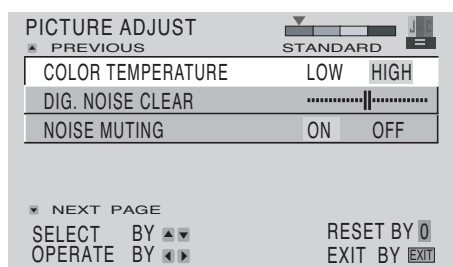 PICTURE ADJUST
PREVIOUS STANDARD
COLOR TEMPERATURE LOW HIGH
DIG. NOISE CLEAR
NOISE MUTING ON OFF
NEXT PAGE
SELECT BY ▲▼ RESET BY 0
OPERATE BY ◀▶ EXIT BY EXIT